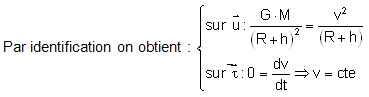 Par identification on obtient : { sur u⃗ : G·M / (R + h)² = v² / (R + h)
sur τ⃗ : 0 = dv / dt ⇒ v = cte